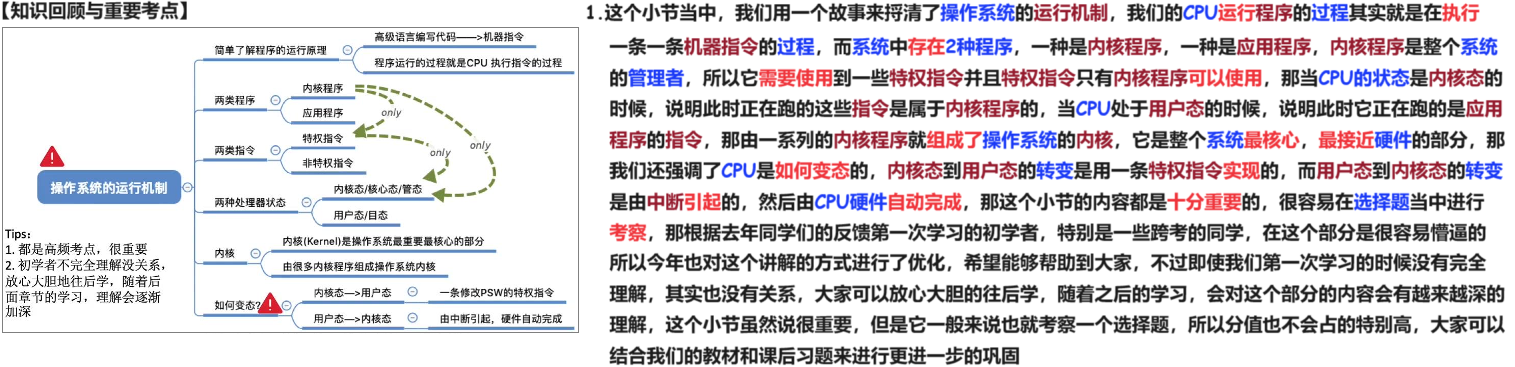 【知识回顾与重要考点】
简单了解程序的运行原理
高级语言编写代码——>机器指令
程序运行的过程就是CPU 执行指令的过程
两类程序
内核程序
应用程序
only
两类指令
特权指令
非特权指令
only
only
操作系统的运行机制
两种处理器状态
内核态/核心态/管态
用户态/目态
内核
内核(Kernel)是操作系统最重要最核心的部分
由很多内核程序组成操作系统内核
如何变态?
内核态—>用户态
一条修改PSW的特权指令
用户态—>内核态
由中断引起，硬件自动完成
Tips：
1. 都是高频考点，很重要
2. 初学者不完全理解没关系，
放心大胆地往后学，随着后
面章节的学习，理解会逐渐
加深
1.这个小节当中，我们用一个故事来捋清了操作系统的运行机制，我们的CPU运行程序的过程其实就是在执行
一条一条机器指令的过程，而系统中存在2种程序，一种是内核程序，一种是应用程序，内核程序是整个系统
的管理者，所以它需要使用到一些特权指令并且特权指令只有内核程序可以使用，那当CPU的状态是内核态的
时候，说明此时正在跑的这些指令是属于内核程序的，当CPU处于用户态的时候，说明此时它正在跑的是应用
程序的指令，那由一系列的内核程序就组成了操作系统的内核，它是整个系统最核心，最接近硬件的部分，那
我们还强调了CPU是如何变态的，内核态到用户态的转变是用一条特权指令实现的，而用户态到内核态的转变
是由中断引起的，然后由CPU硬件自动完成，那这个小节的内容都是十分重要的，很容易在选择题当中进行
考察，那根据去年同学们的反馈第一次学习的初学者，特别是一些跨考的同学，在这个部分是很容易懵逼的
所以今年也对这个讲解的方式进行了优化，希望能够帮助到大家，不过即使我们第一次学习的时候没有完全
理解，其实也没有关系，大家可以放心大胆的往后学，随着之后的学习，会对这个部分的内容会有越来越深的
理解，这个小节虽然说很重要，但是它一般来说也就考察一个选择题，所以分值也不会占的特别高，大家可以
结合我们的教材和课后习题来进行更进一步的巩固